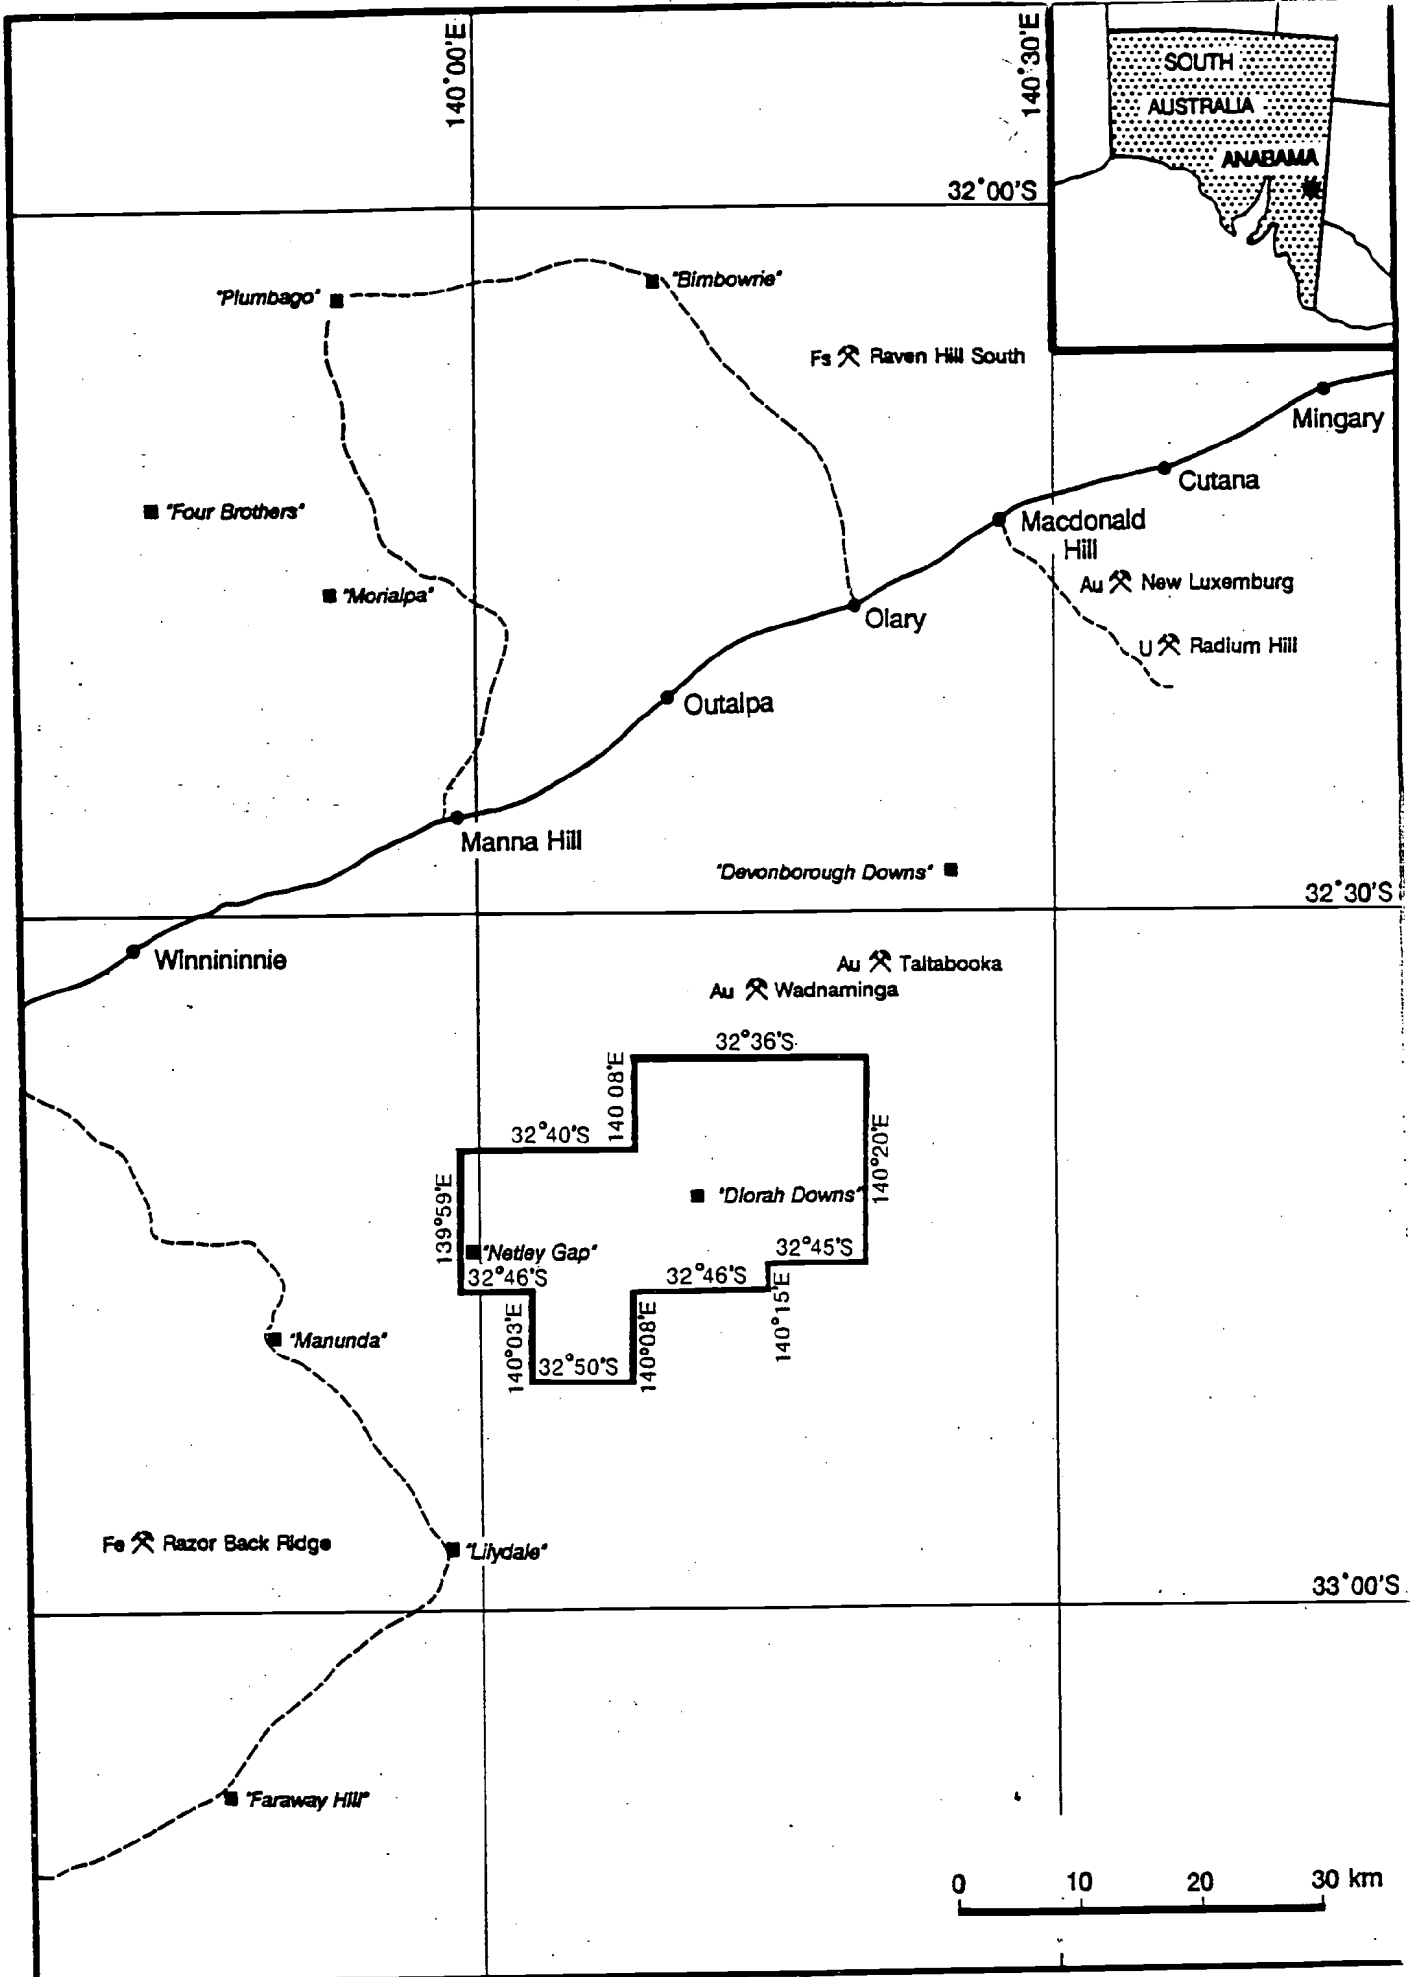 140°00'E
140°30'E
SOUTH
AUSTRALIA
ANABAMA
32°00'S
"Plumbago"
"Bimbowrie"
Fs Raven Hill South
Mingary
Cutana
"Four Brothers"
Macdonald
Hill
Au New Luxemburg
"Morialpa"
Olary
U Radium Hill
Outalpa
Manna Hill
"Devonborough Downs"
32°30'S
Winnininnie
Au Taltabooka
Au Wadnaminga
32°36'S
140 08'E
32°40'S
140°20'E
139°59'E
"Diorah Downs"
"Netley Gap"
32°45'S
32°46'S
32°46'S
140°15'E
140°03'E
140°08'E
"Manunda"
32°50'S
Fe Razor Back Ridge
"Lilydale"
33°00'S
"Faraway Hill"
0 10 20 30 km